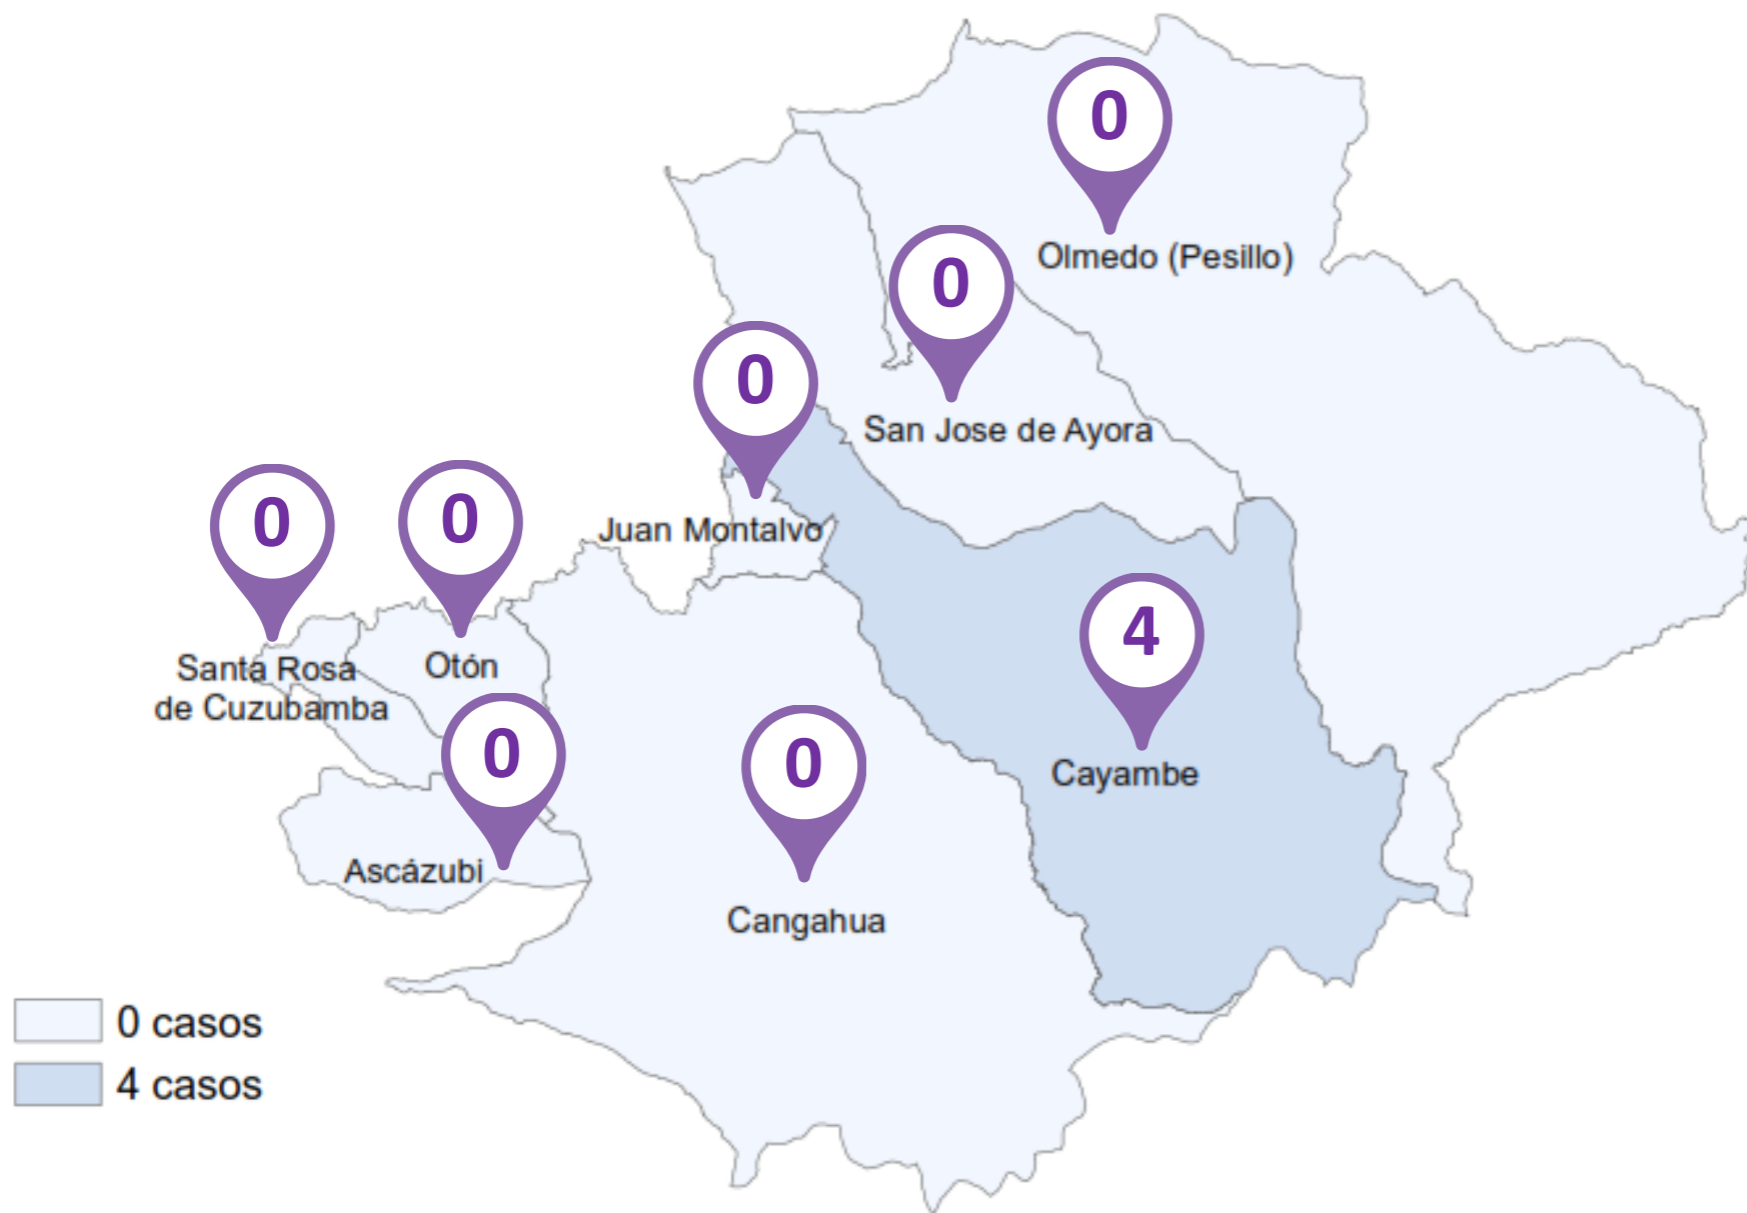 0
Olmedo (Pesillo)
0
San Jose de Ayora
0
Juan Montalvo
0
Santa Rosa
de Cuzubamba
0
Otón
0
Ascázubi
0
Cangahua
4
Cayambe
0 casos
4 casos